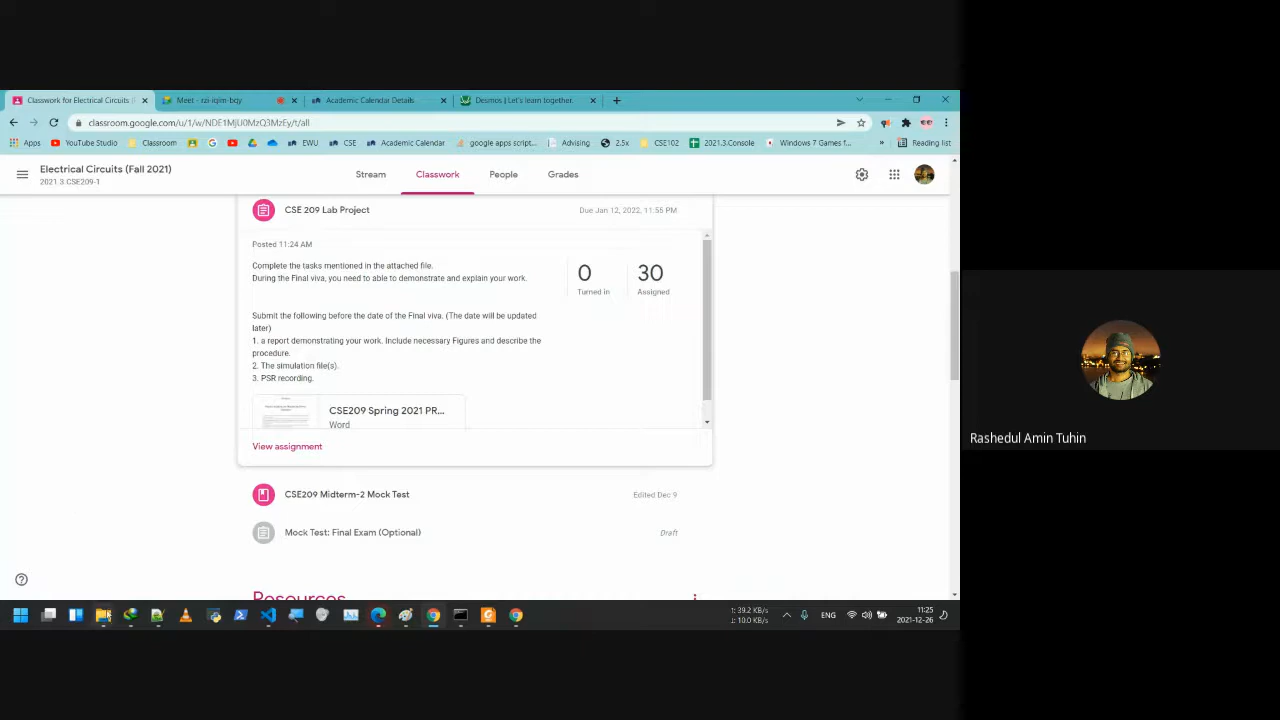 Classwork for Electrical Circuits (F
Meet - rzi-iqim-bqy
Academic Calendar Details
Desmos | Let's learn together.
classroom.google.com/u/1/w/NDE1MjU0MzQ3MzEy/t/all
Apps
YouTube Studio
Classroom
EWU
CSE
Academic Calendar
google apps script...
Advising
2.5x
CSE102
2021.3.Console
Windows 7 Games f...
»
Reading list
Electrical Circuits (Fall 2021)
2021.3.CSE209-1
Stream
Classwork
People
Grades
CSE 209 Lab Project
Due Jan 12, 2022, 11:55 PM
Posted 11:24 AM
Complete the tasks mentioned in the attached file.
During the Final viva, you need to able to demonstrate and explain your work.
0
Turned in
30
Assigned
Submit the following before the date of the Final viva. (The date will be updated
later)
1. a report demonstrating your work. Include necessary Figures and describe the
procedure.
2. The simulation file(s).
3. PSR recording.
CSE209 Spring 2021 PR...
Word
View assignment
CSE209 Midterm-2 Mock Test
Edited Dec 9
Mock Test: Final Exam (Optional)
Draft
Resources
39.2 KB/s
10.0 KB/s
ENG
11:25
2021-12-26
Rashedul Amin Tuhin